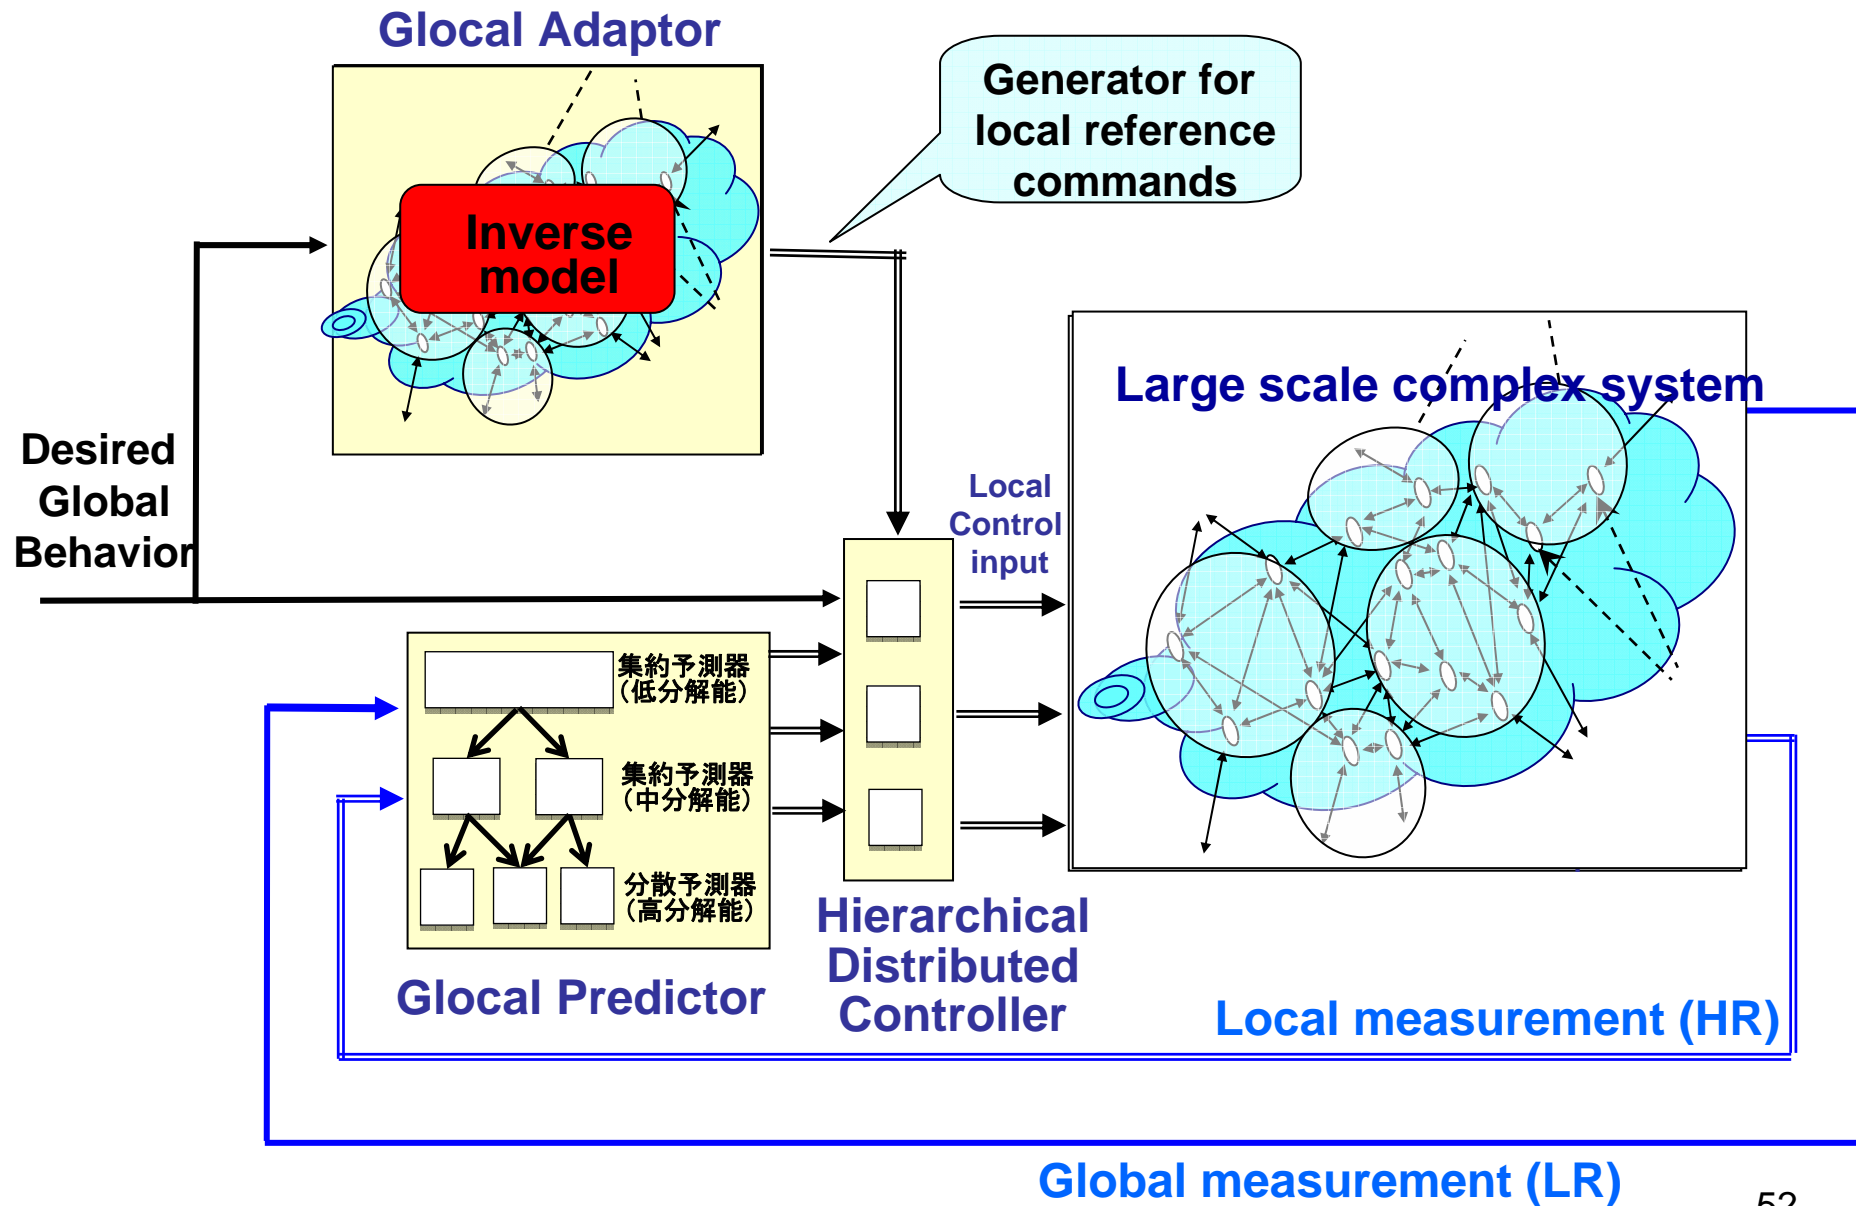 Glocal Adaptor
Generator for
local reference
commands
Inverse
model
Large scale complex system
Desired
Global
Behavior
Local
Control
input
集約予測器
（低分解能）
集約予測器
（中分解能）
分散予測器
（高分解能）
Glocal Predictor
Hierarchical
Distributed
Controller
Local measurement (HR)
Global measurement (LR)
52